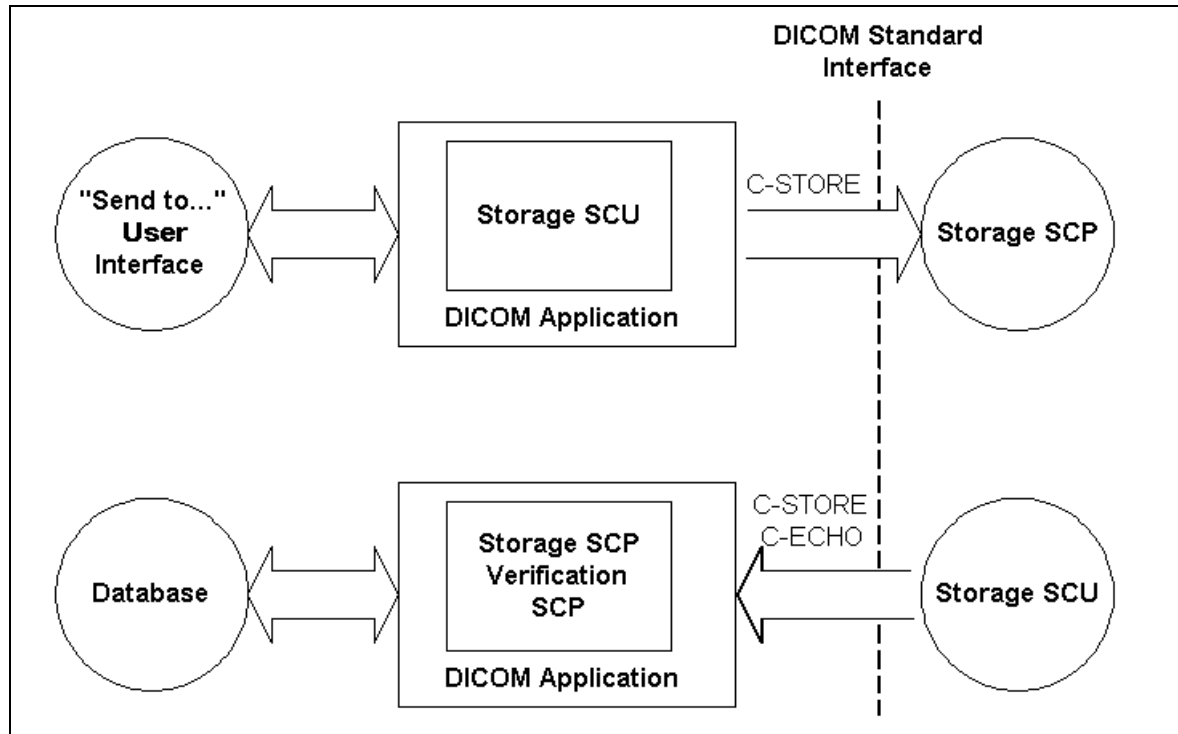 DICOM Standard
Interface
"Send to..."
User
Interface
Storage SCU
DICOM Application
C-STORE
Storage SCP
Database
Storage SCP
Verification
SCP
DICOM Application
C-STORE
C-ECHO
Storage SCU